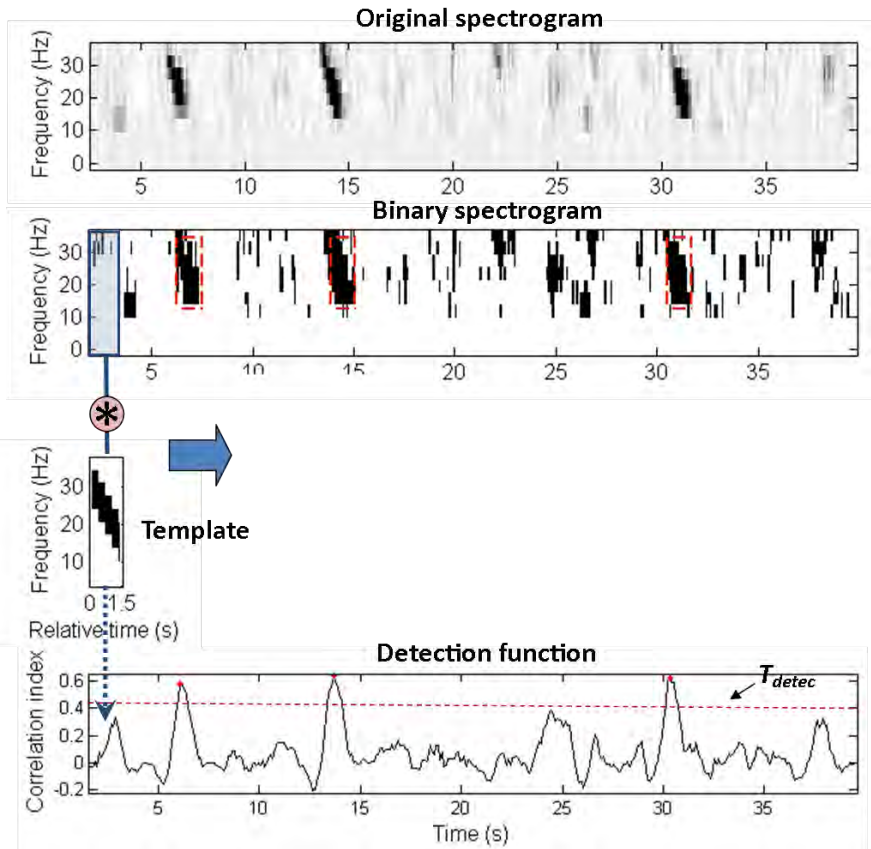 Original spectrogram
Frequency (Hz)
30
20
10
0
5 10 15 20 25 30 35
Binary spectrogram
Frequency (Hz)
30
20
10
0
5 10 15 20 25 30 35
*
Frequency (Hz)
30
20
10
Template
0 1.5
Relative time (s)
Detection function
Correlation index
0.6
0.4
0.2
0
-0.2
T detec
5 10 15 20 25 30 35
Time (s)